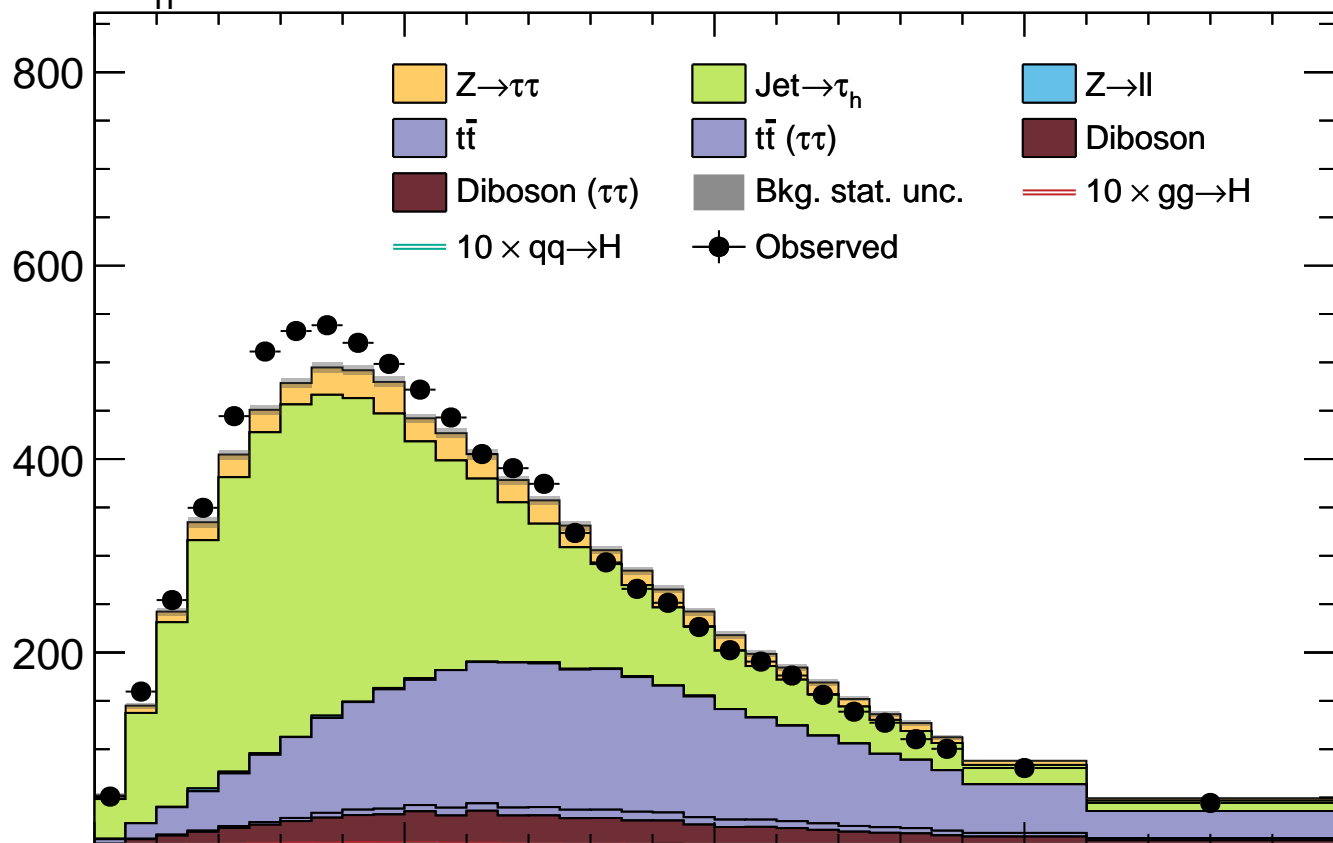 800
Z→ττ Jet→τh Z→ll
tt̄ tt̄ (ττ) Diboson
Diboson (ττ) Bkg. stat. unc. 10 × gg→H
10 × qq→H Observed
600
400
200